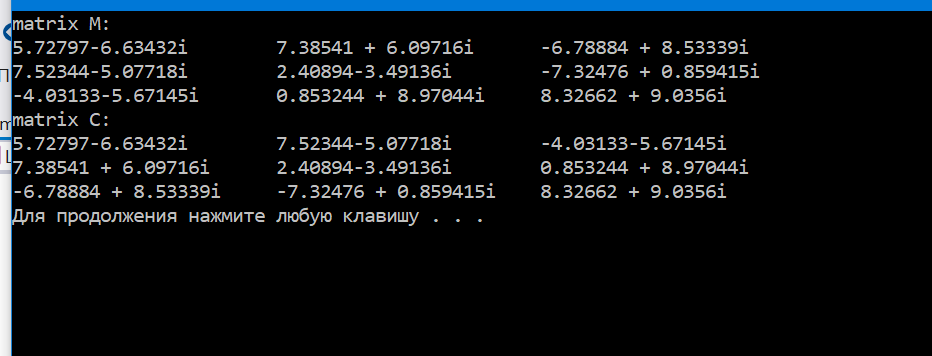 matrix M:
5.72797-6.63432i 7.38541 + 6.09716i -6.78884 + 8.53339i
7.52344-5.07718i 2.40894-3.49136i -7.32476 + 0.859415i
-4.03133-5.67145i 0.853244 + 8.97044i 8.32662 + 9.0356i
matrix C:
5.72797-6.63432i 7.52344-5.07718i -4.03133-5.67145i
7.38541 + 6.09716i 2.40894-3.49136i 0.853244 + 8.97044i
-6.78884 + 8.53339i -7.32476 + 0.859415i 8.32662 + 9.0356i
Для продолжения нажмите любую клавишу . . .